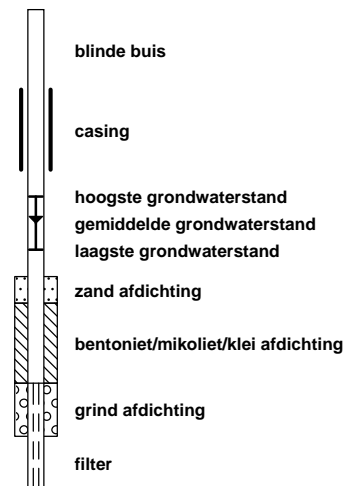 blinde buis
casing
hoogste grondwaterstand
gemiddelde grondwaterstand
laagste grondwaterstand
zand afdichting
bentoniet/mikoliet/klei afdichting
grind afdichting
filter